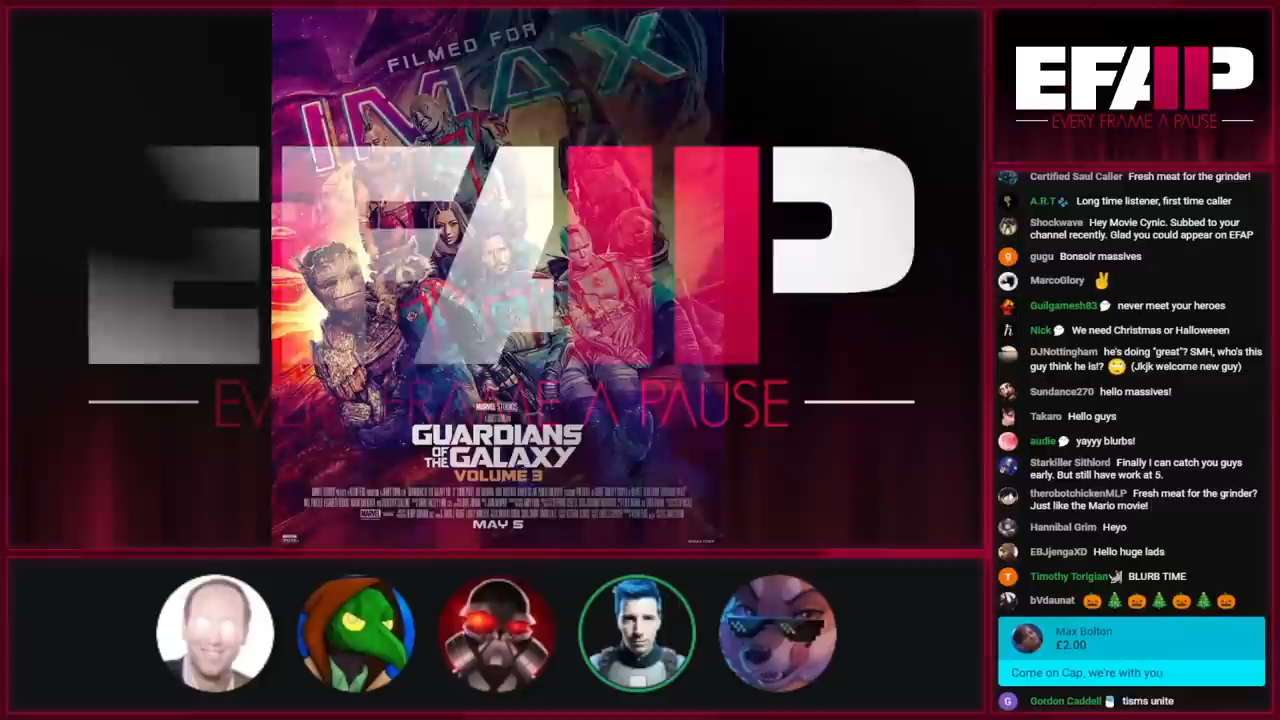 FILMED FOR
IMAX
EFAP
EVERY FRAME A PAUSE
MARVEL STUDIOS
GUARDIANS
OF THE GALAXY
VOLUME 3
MARVEL
MAY 5
EFAP
EVERY FRAME A PAUSE
Certified Saul Caller Fresh meat for the grinder!
A.R.T Long time listener, first time caller
Shockwave Hey Movie Cynic. Subbed to your
channel recently. Glad you could appear on EFAP
g
gugu Bonsoir massives
MarcoGlory
Guilgamesh83 never meet your heroes
Nick We need Christmas or Halloweeen
DJNottingham he's doing "great"? SMH, who's this
guy think he is!? (Jkjk welcome new guy)
Sundance270 hello massives!
Takaro Hello guys
audie yayyy blurbs!
Starkiller Sithlord Finally I can catch you guys
early. But still have work at 5.
therobotchickenMLP Fresh meat for the grinder?
Just like the Mario movie!
Hannibal Grim Heyo
EBJjengaXD Hello huge lads
T
Timothy Torigian BLURB TIME
bVdaunat
Max Bolton
£2.00
Come on Cap, we're with you
G
Gordon Caddell tisms unite